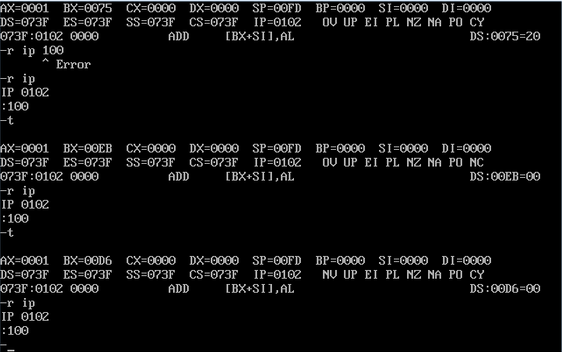 AX=0001  BX=0075  CX=0000  DX=0000  SP=00FD  BP=0000  SI=0000  DI=0000
DS=073F  ES=073F  SS=073F  CS=073F  IP=0102   OV UP EI PL NZ NA PO CY
073F:0102 0000          ADD     [BX+SI],AL                         DS:0075=20
-r ip 100
      ^ Error
-r ip
IP 0102
:100
-t
AX=0001  BX=00EB  CX=0000  DX=0000  SP=00FD  BP=0000  SI=0000  DI=0000
DS=073F  ES=073F  SS=073F  CS=073F  IP=0102   OV UP EI PL NZ NA PO NC
073F:0102 0000          ADD     [BX+SI],AL                         DS:00EB=00
-r ip
IP 0102
:100
-t
AX=0001  BX=00D6  CX=0000  DX=0000  SP=00FD  BP=0000  SI=0000  DI=0000
DS=073F  ES=073F  SS=073F  CS=073F  IP=0102   NV UP EI PL NZ NA PO CY
073F:0102 0000          ADD     [BX+SI],AL                         DS:00D6=00
-r ip
IP 0102
:100
-_